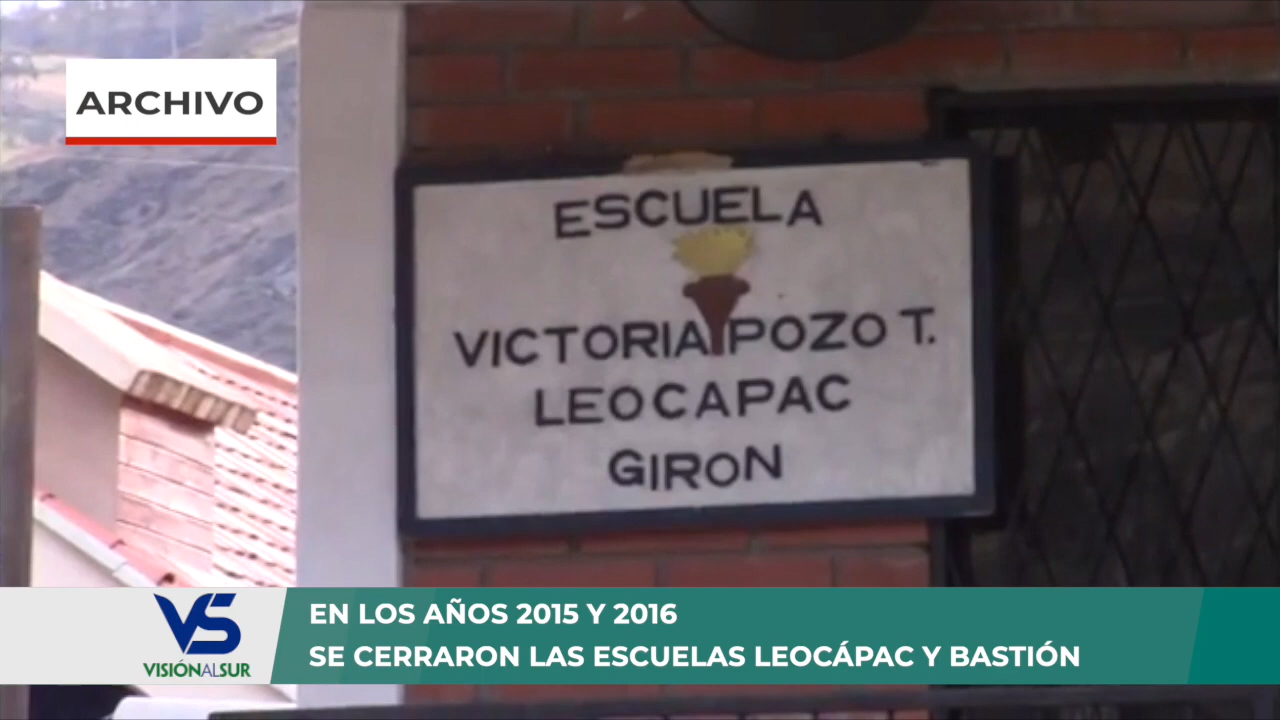 ARCHIVO
ESCUELA
VICTORIA POZO T.
LEOCAPAC
GIRON
VS
VISIÓNALSUR
EN LOS AÑOS 2015 Y 2016
SE CERRARON LAS ESCUELAS LEOCÁPAC Y BASTIÓN